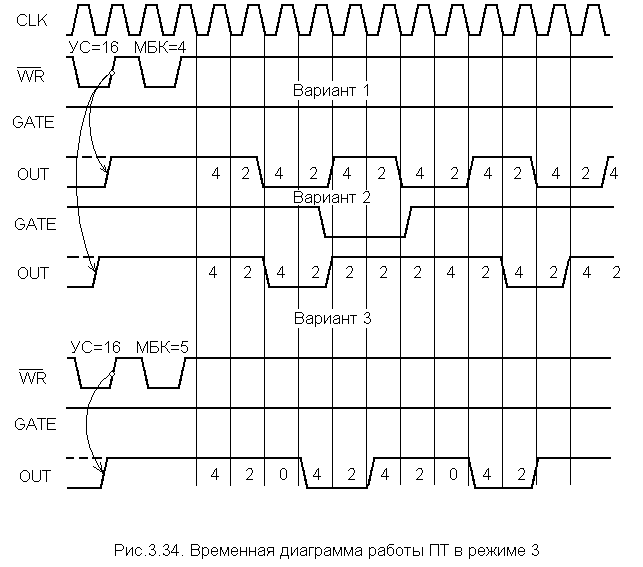 CLK
УС=16 МБК=4
WR
Вариант 1
GATE
OUT 4 2 4 2 4 2 4 2 4 2 4 2 4
Вариант 2
GATE
OUT 4 2 4 2 2 2 2 4 2 4 2 4 2
Вариант 3
УС=16 МБК=5
WR
GATE
OUT 4 2 0 4 2 4 2 0 4 2
Рис.3.34. Временная диаграмма работы ПТ в режиме 3